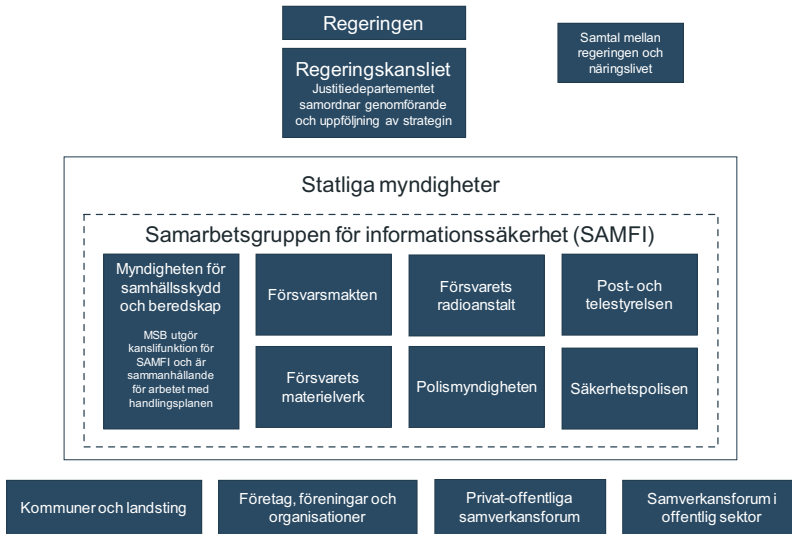 Regeringen
Regeringskansliet
Justitiedepartementet
samordnar genomförande
och uppföljning av strategin
Samtal mellan
regeringen och
näringslivet
Statliga myndigheter
Samarbetsgruppen för informationssäkerhet (SAMFI)
Myndigheten för
samhällsskydd
och beredskap
MSB utgör
kanslifunktion för
SAMFI och är
sammanhållande
för arbetet med
handlingsplanen
Försvarsmakten
Försvarets
radioanstalt
Post- och
telestyrelsen
Försvarets
materielverk
Polismyndigheten
Säkerhetspolisen
Kommuner och landsting
Företag, föreningar och
organisationer
Privat-offentliga
samverkansforum
Samverkansforum i
offentlig sektor